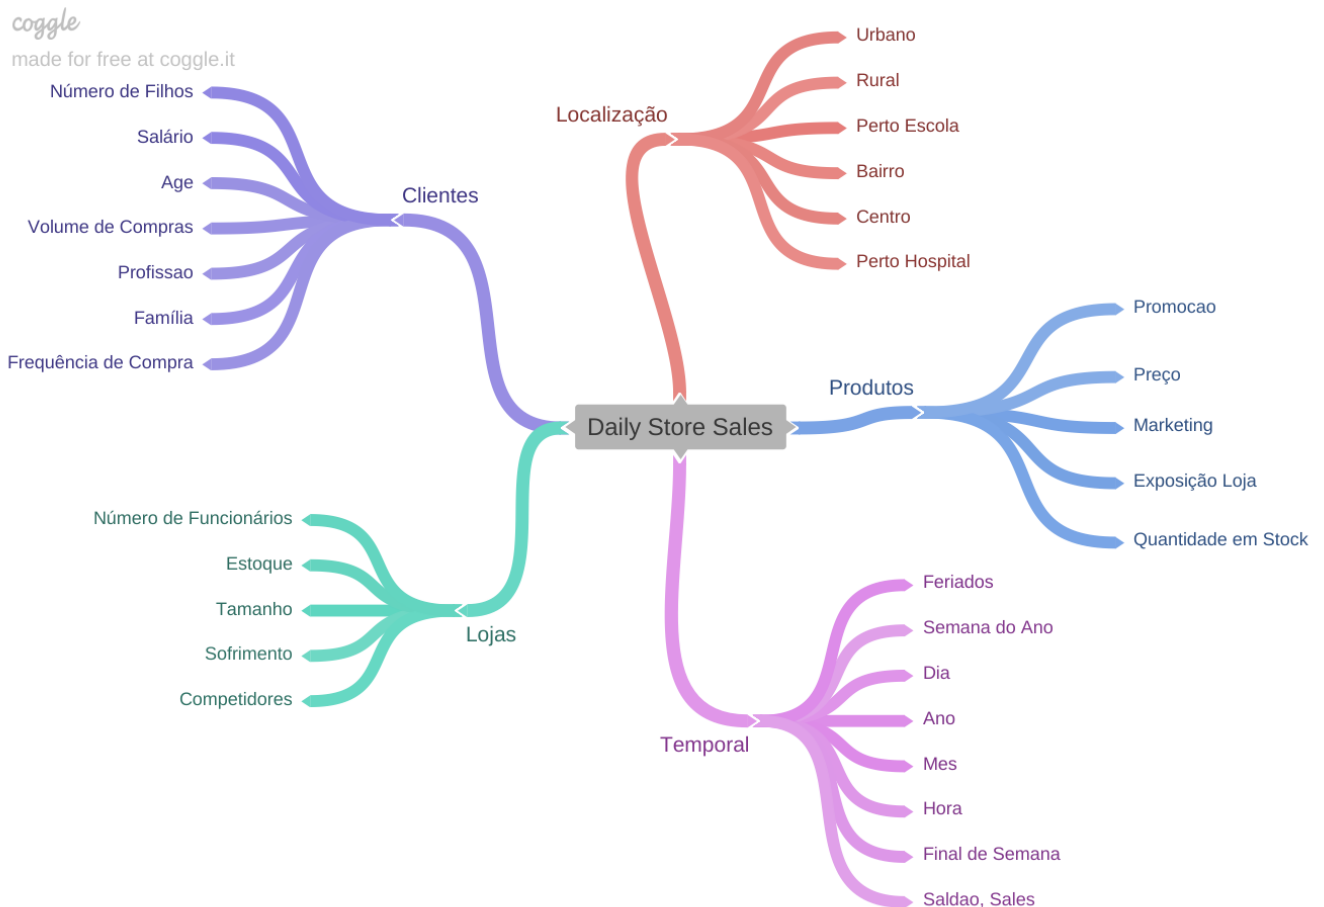 coggle
made for free at coggle.it
Número de Filhos
Salário
Age
Volume de Compras
Profissao
Família
Frequência de Compra
Clientes
Localização
Urbano
Rural
Perto Escola
Bairro
Centro
Perto Hospital
Daily Store Sales
Produtos
Promocao
Preço
Marketing
Exposição Loja
Quantidade em Stock
Número de Funcionários
Estoque
Tamanho
Sofrimento
Competidores
Lojas
Temporal
Feriados
Semana do Ano
Dia
Ano
Mes
Hora
Final de Semana
Saldao, Sales